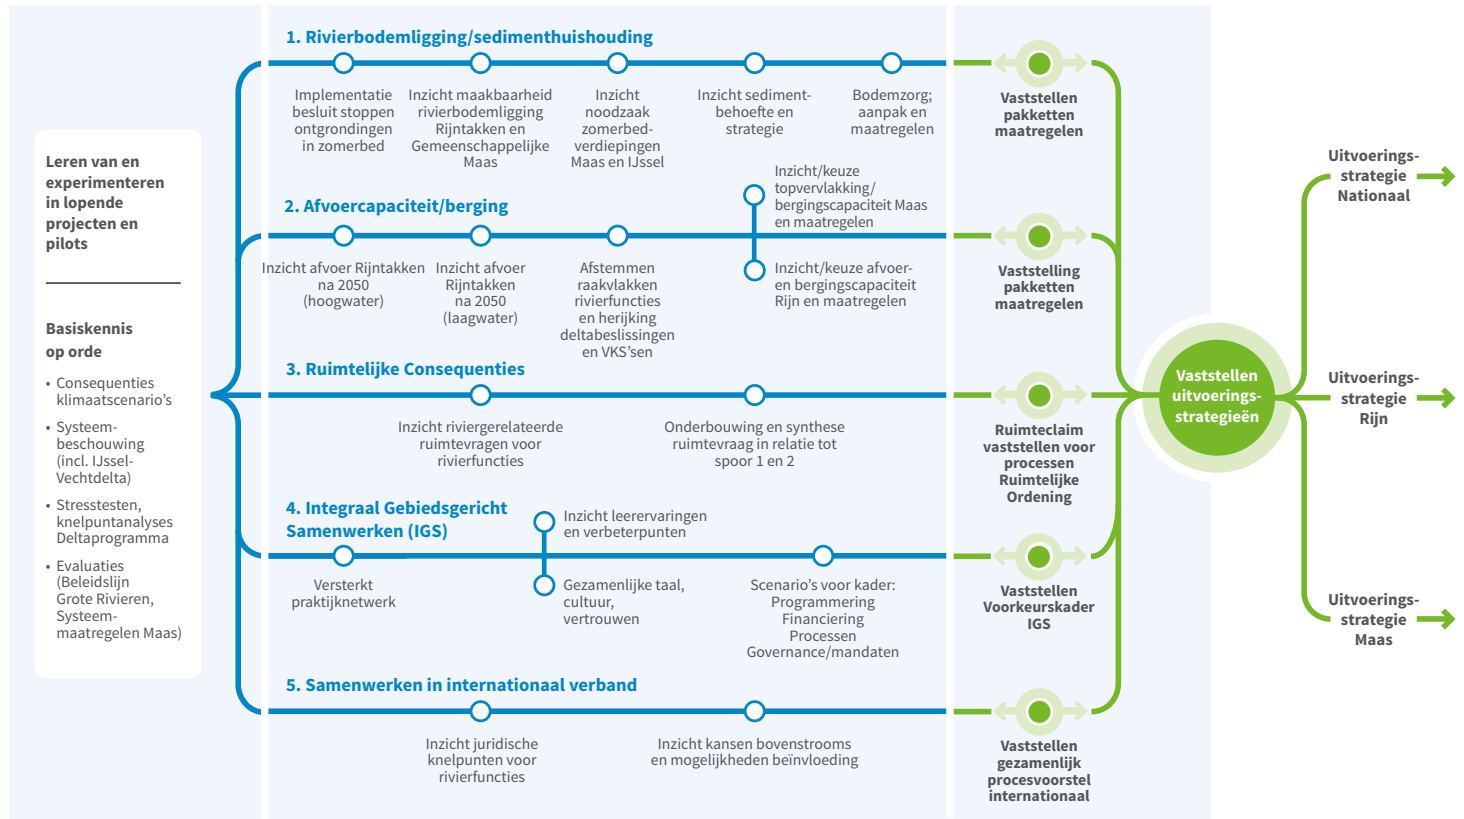 Leren van en
experimenteren
in lopende
projecten en
pilots
Basiskennis
op orde
• Consequenties
klimaatscenario’s
• Systeem-
beschouwing
(incl. IJssel-
Vechtdelta)
• Stresstesten,
knelpuntanalyses
Deltaprogramma
• Evaluaties
(Beleidslijn
Grote Rivieren,
Systeem-
maatregelen Maas)
1. Rivierbodemligging/sedimenthuishouding
Implementatie
besluit stoppen
ontgrondingen
in zomerbed
Inzicht maakbaarheid
rivierbodemligging
Rijntakken en
Gemeenschappelijke
Maas
Inzicht
noodzaak
zomerbed-
verdiepingen
Maas en IJssel
Inzicht sediment-
behoefte en
strategie
Bodemzorg;
aanpak en
maatregelen
Vaststellen
pakketten
maatregelen
2. Afvoercapaciteit/berging
Inzicht afvoer Rijntakken
na 2050
(hoogwater)
Inzicht afvoer
Rijntakken
na 2050
(laagwater)
Afstemmen
raakvlakken
rivierfuncties
en herijking
deltabeslissingen
en VKS’sen
Inzicht/keuze
topvervlakking/
bergingscapaciteit Maas
en maatregelen
Inzicht/keuze afvoer-
en bergingscapaciteit
Rijn en maatregelen
Vaststelling
pakketten
maatregelen
3. Ruimtelijke Consequenties
Inzicht riviergerelateerde
ruimtevragen voor
rivierfuncties
Onderbouwing en synthese
ruimtevraag in relatie tot
spoor 1 en 2
Ruimteclaim
vaststellen voor
processen
Ruimtelijke
Ordening
4. Integraal Gebiedsgericht
Samenwerken (IGS)
Versterkt
praktijknetwerk
Inzicht leerervaringen
en verbeterpunten
Gezamenlijke taal,
cultuur,
vertrouwen
Scenario’s voor kader:
Programmering
Financiering
Processen
Governance/mandaten
Vaststellen
Voorkeurskader
IGS
5. Samenwerken in internationaal verband
Inzicht juridische
knelpunten voor
rivierfuncties
Inzicht kansen bovenstrooms
en mogelijkheden beïnvloeding
Vaststellen
gezamenlijk
procesvoorstel
internationaal
Vaststellen
uitvoerings-
strategieën
Uitvoerings-
strategie
Nationaal
Uitvoerings-
strategie
Rijn
Uitvoerings-
strategie
Maas